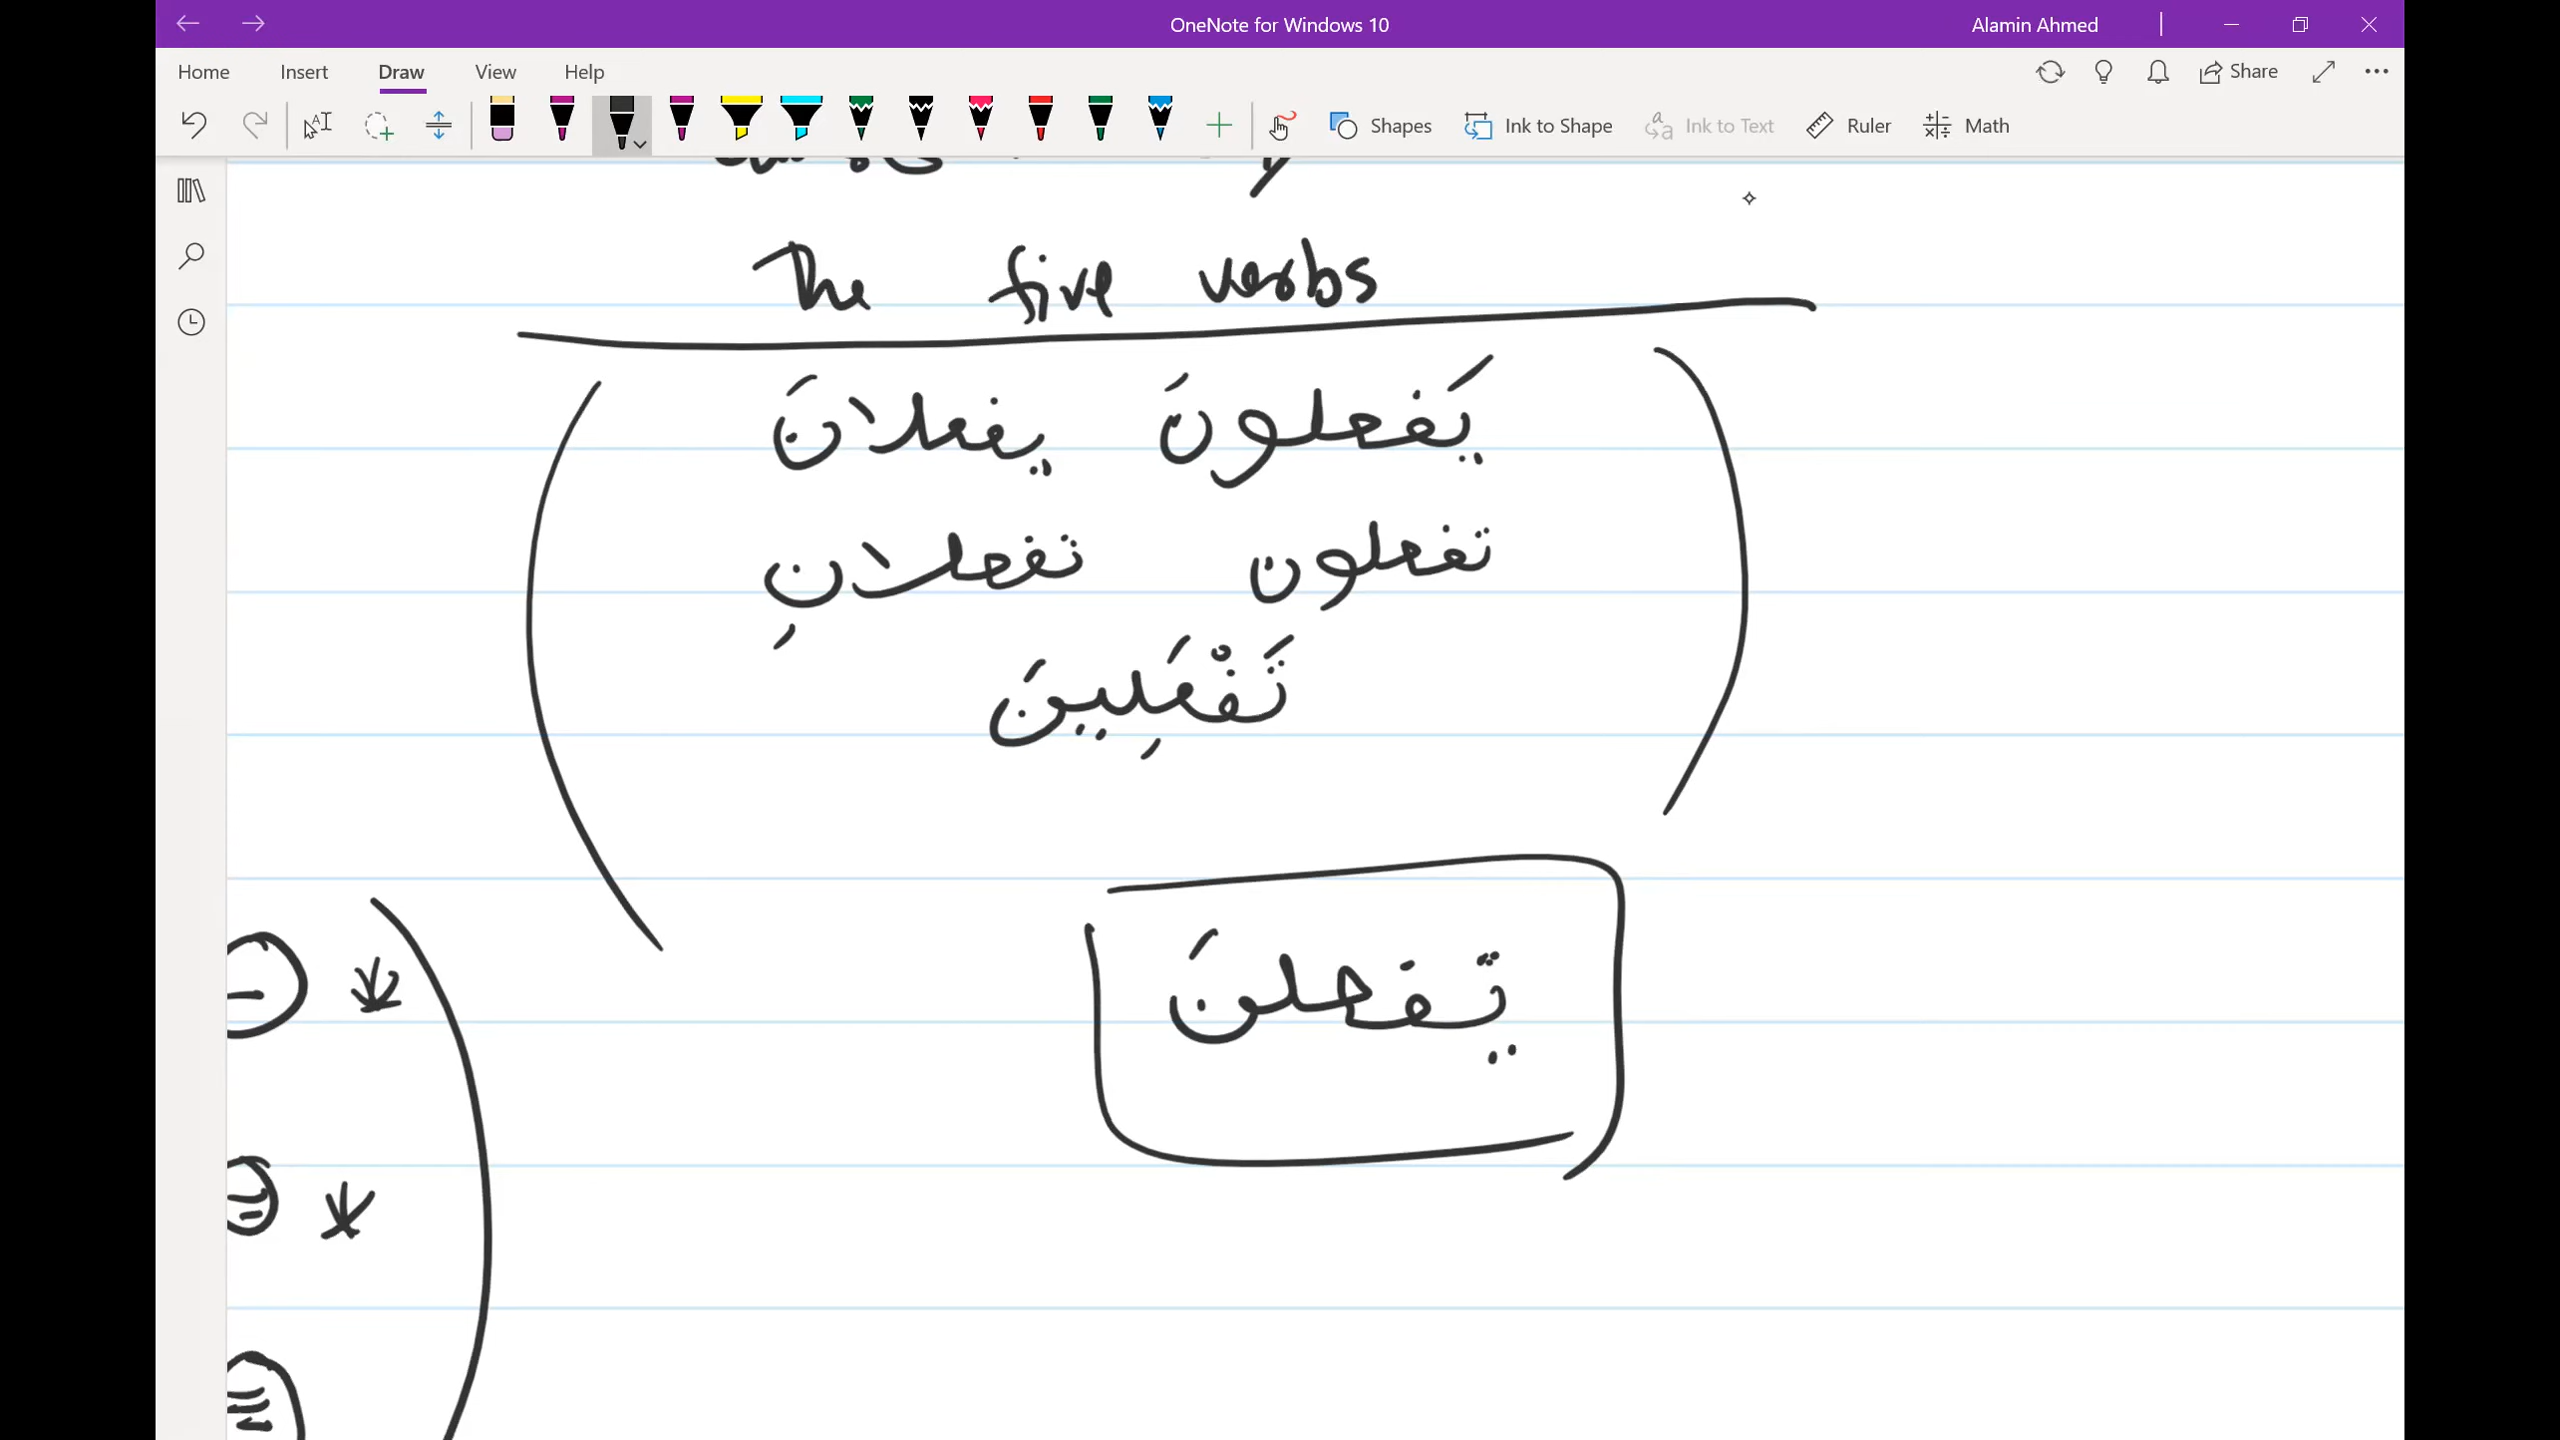 OneNote for Windows 10
Alamin Ahmed
Home Insert Draw View Help
Share
Shapes Ink to Shape Ink to Text Ruler Math
The five verbs
يَفعلونَ يفعلانَ
تفعلون تفعلانِ
تَفْعَلِينَ
تفعلنَ